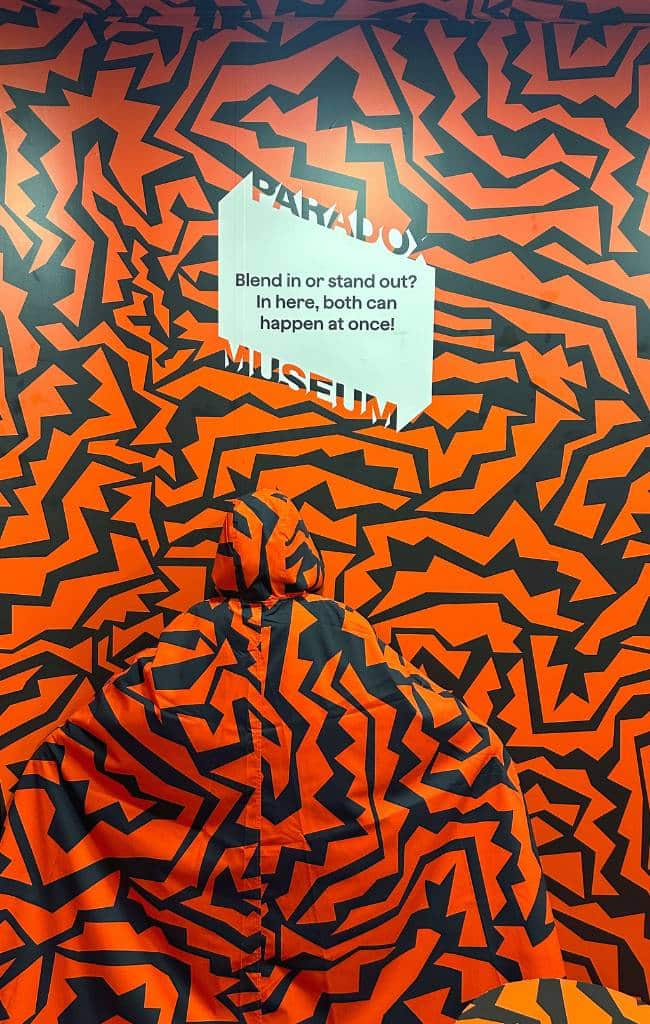 PARADOX
Blend in or stand out?
In here, both can
happen at once!
MUSEUM